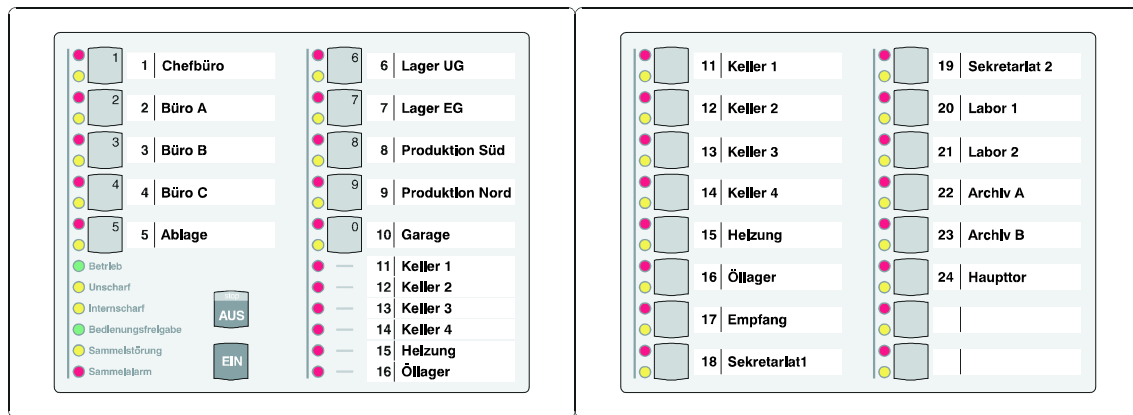 1 1 Chefbüro
2 2 Büro A
3 3 Büro B
4 4 Büro C
5 5 Ablage
Betrieb
Unscharf
Internscharf
Bedienungsfreigabe
Sammelstörung
Sammelalarm
stop
AUS
EIN
6 6 Lager UG
7 7 Lager EG
8 8 Produktion Süd
9 9 Produktion Nord
0 10 Garage
11 Keller 1
12 Keller 2
13 Keller 3
14 Keller 4
15 Heizung
16 Öllager
11 Keller 1
12 Keller 2
13 Keller 3
14 Keller 4
15 Heizung
16 Öllager
17 Empfang
18 Sekretariat1
19 Sekretariat 2
20 Labor 1
21 Labor 2
22 Archiv A
23 Archiv B
24 Haupttor